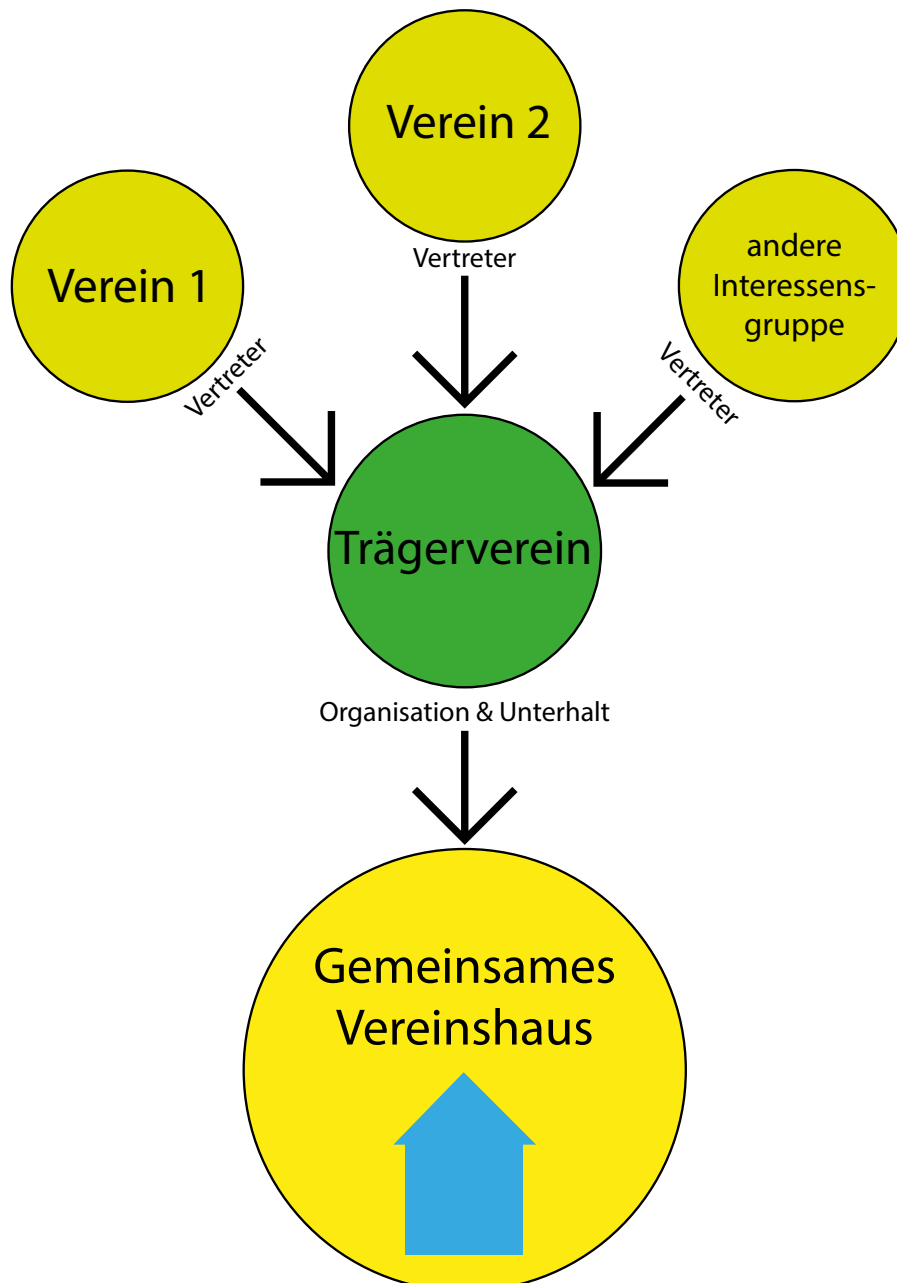 Verein 2
Verein 1
andere
Interessens-
gruppe
Vertreter
Vertreter
Vertreter
Trägerverein
Organisation & Unterhalt
Gemeinsames
Vereinshaus